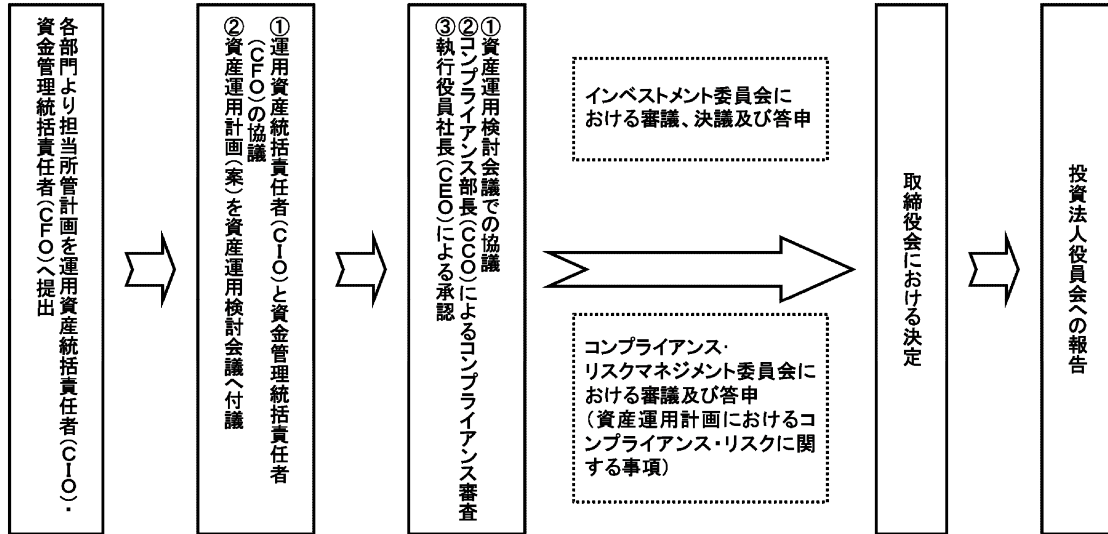 各部門より担当所管計画を運用資産統括責任者(CIO)・
資金管理統括責任者(CFO)へ提出
①運用資産統括責任者(CIO)と資金管理統括責任者
(CFO)の協議
②資産運用計画(案)を資産運用検討会議へ付議
①資産運用検討会議での協議
②コンプライアンス部長(CCO)によるコンプライアンス審査
③執行役員社長(CEO)による承認
インベストメント委員会に
おける審議、決議及び答申
コンプライアンス・
リスクマネジメント委員会に
おける審議及び答申
(資産運用計画におけるコ
ンプライアンス・リスクに関
する事項)
取締役会における決定
投資法人役員会への報告